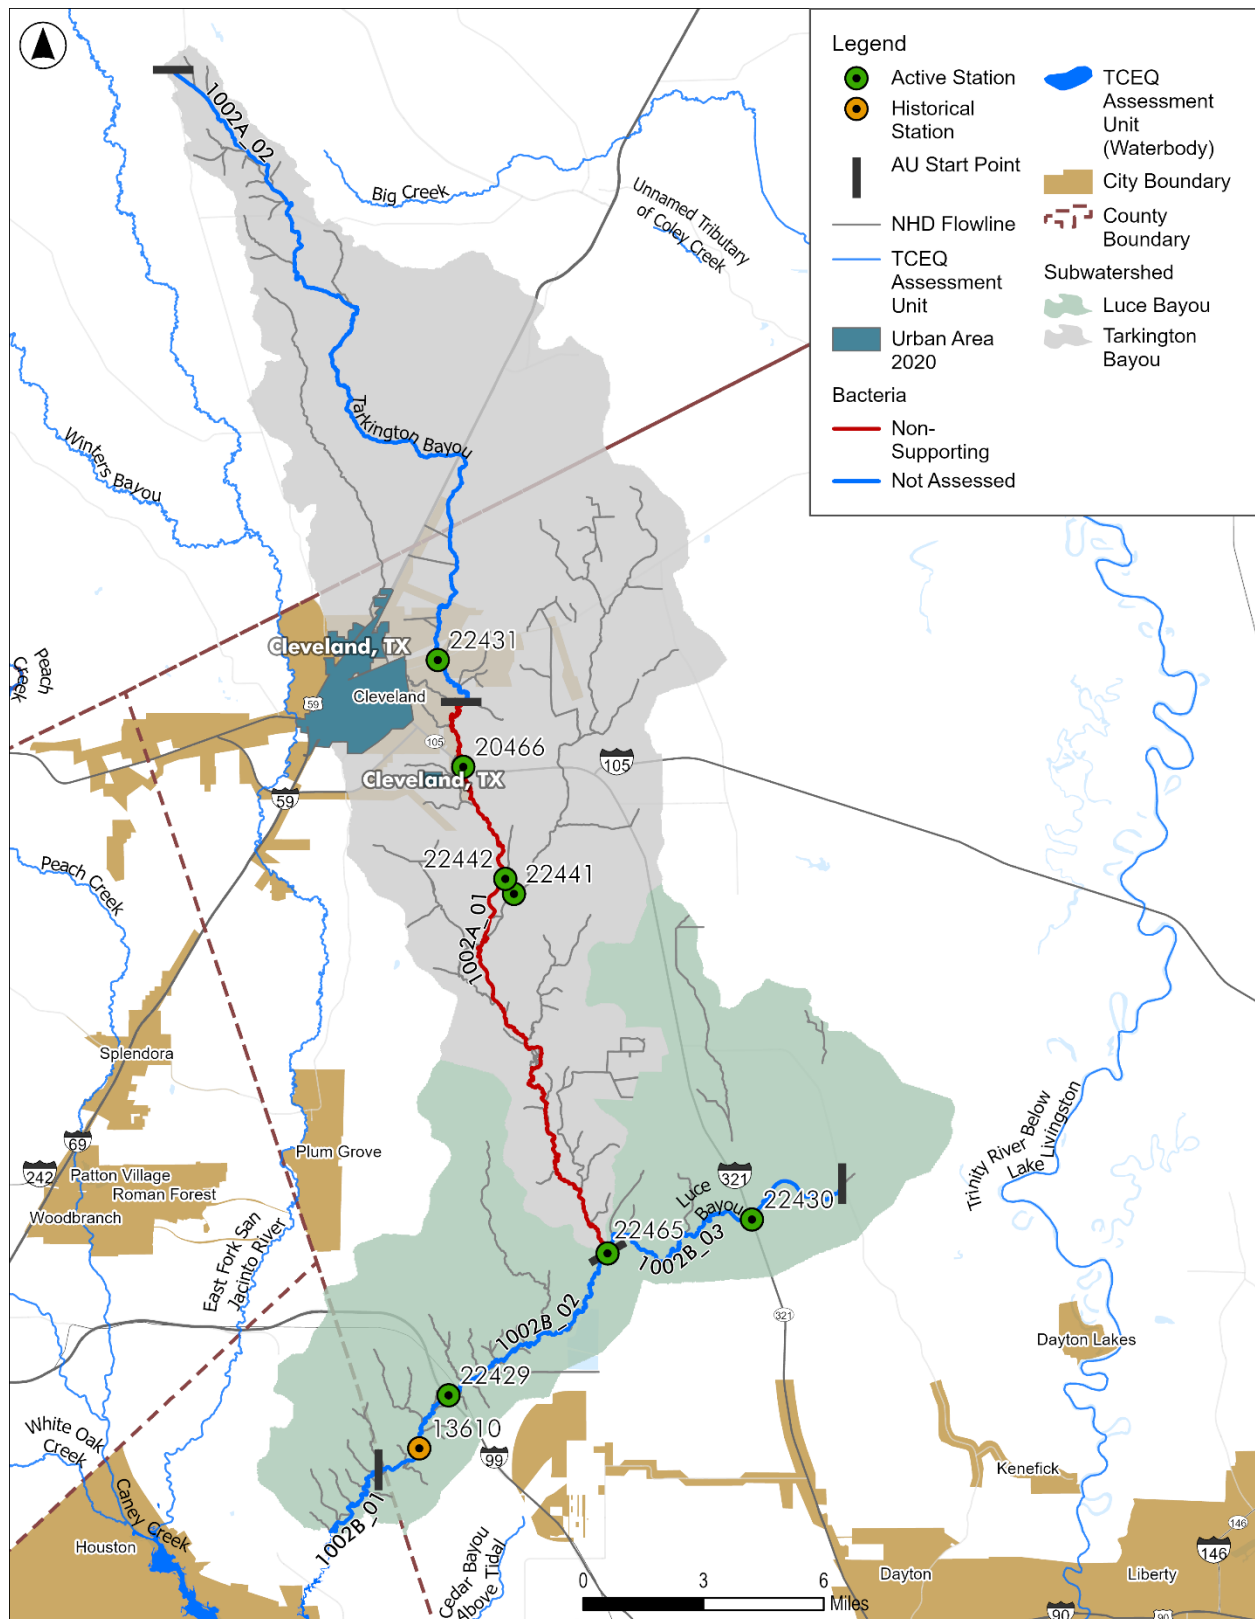 Legend
Active Station
Historical
Station
AU Start Point
NHD Flowline
TCEQ
Assessment
Unit
Urban Area
2020
Bacteria
Non-
Supporting
Not Assessed
TCEQ
Assessment
Unit
(Waterbody)
City Boundary
County
Boundary
Subwatershed
Luce Bayou
Tarkington
Bayou
1002A_02
Big Creek
Unnamed Tributary
of Coley Creek
Tarkington Bayou
Winters Bayou
Peach
Creek
Cleveland, TX
22431
Cleveland
59
105
20466
Cleveland, TX
105
59
22442
22441
1002A_01
Peach Creek
Splendora
69
242
Patton Village
Roman Forest
Woodbranch
Plum Grove
East Fork San
Jacinto River
Trinity River Below
Lake Livingston
Luce
Bayou
321
22430
22465
1002B_03
1002B_02
321
Dayton Lakes
22429
13610
99
White Oak
Creek
Caney Creek
Houston
1002B_01
Cedar Bayou
Above Tidal
Kenefick
146
146
Dayton
Liberty
90
90
0 3 6
Miles